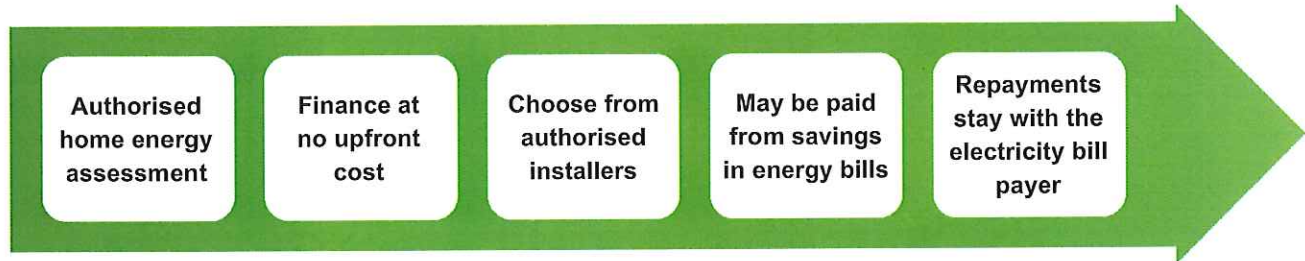 Authorised
home energy
assessment
Finance at
no upfront
cost
Choose from
authorised
installers
May be paid
from savings
in energy bills
Repayments
stay with the
electricity bill
payer